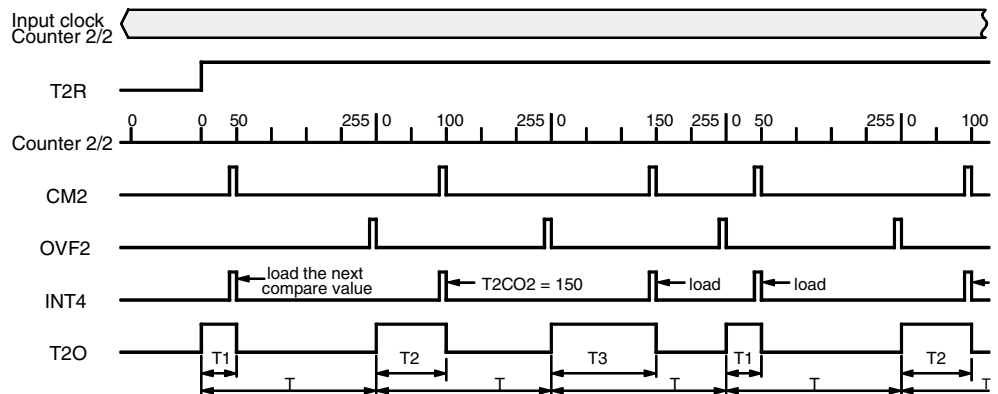 Input clock
Counter 2/2
T2R
0 0 50 255 0 100 255 0 150 255 0 50 255 0 100
Counter 2/2
CM2
OVF2
load the next
compare value T2CO2 = 150 load load
INT4
T2O
T1 T2 T3 T1 T2
T T T T T